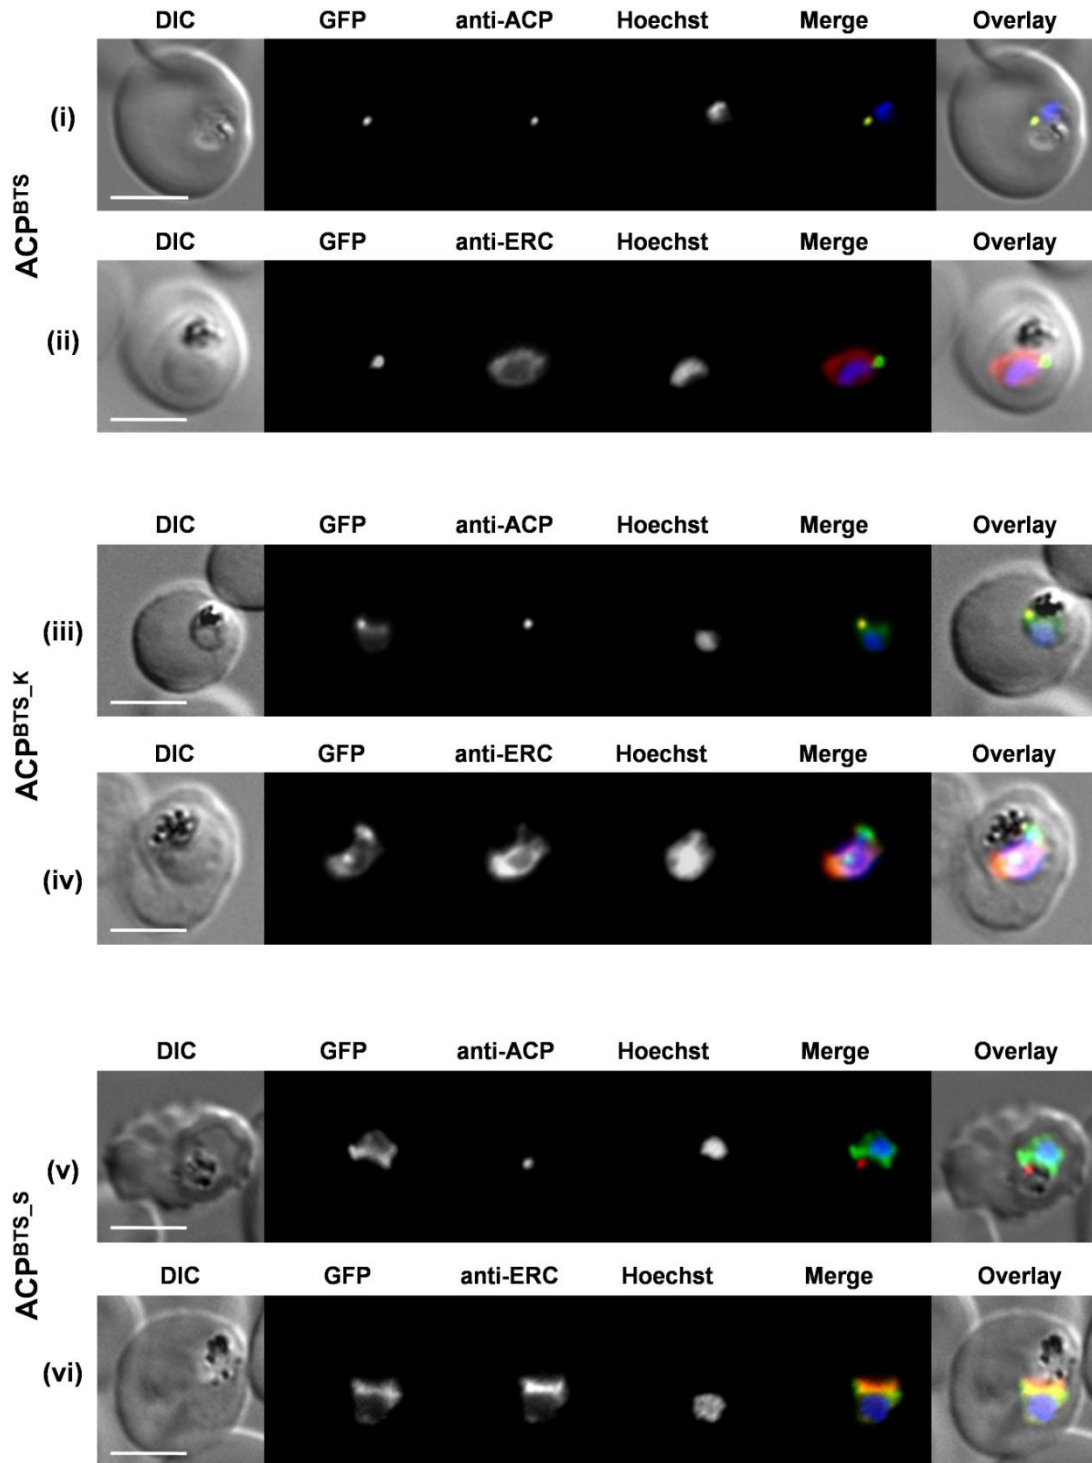 DIC GFP anti-ACP Hoechst Merge Overlay
(i)
ACPBTS
DIC GFP anti-ERC Hoechst Merge Overlay
(ii)
DIC GFP anti-ACP Hoechst Merge Overlay
(iii)
ACPBTS_K
DIC GFP anti-ERC Hoechst Merge Overlay
(iv)
DIC GFP anti-ACP Hoechst Merge Overlay
(v)
ACPBTS_S
DIC GFP anti-ERC Hoechst Merge Overlay
(vi)